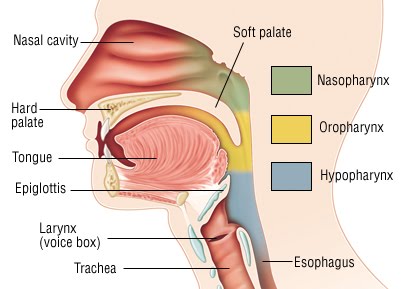 Nasal cavity
Soft palate
Nasopharynx
Hard
palate
Oropharynx
Tongue
Hypopharynx
Epiglottis
Larynx
(voice box)
Trachea
Esophagus